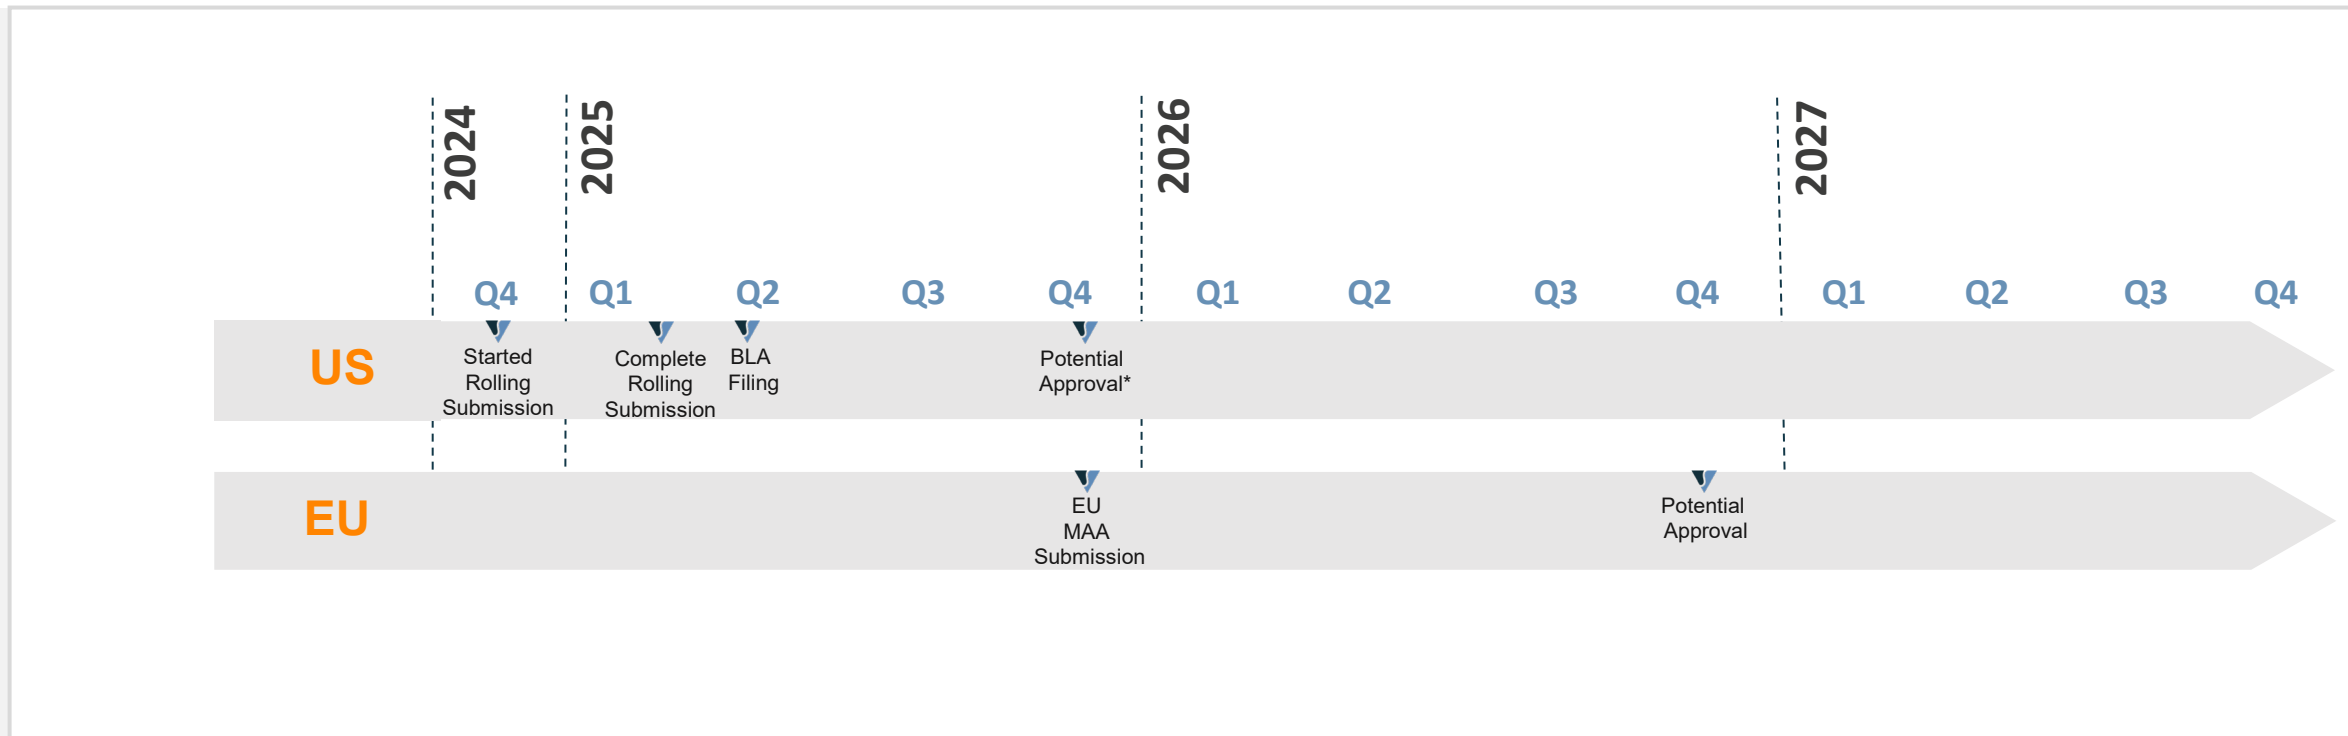 2024
2025
2026
2027
Q4 Q1 Q2 Q3 Q4 Q1 Q2 Q3 Q4 Q1 Q2 Q3 Q4
US
Started
Rolling
Submission
Complete
Rolling
Submission
BLA
Filing
Potential
Approval*
EU
EU
MAA
Submission
Potential
Approval